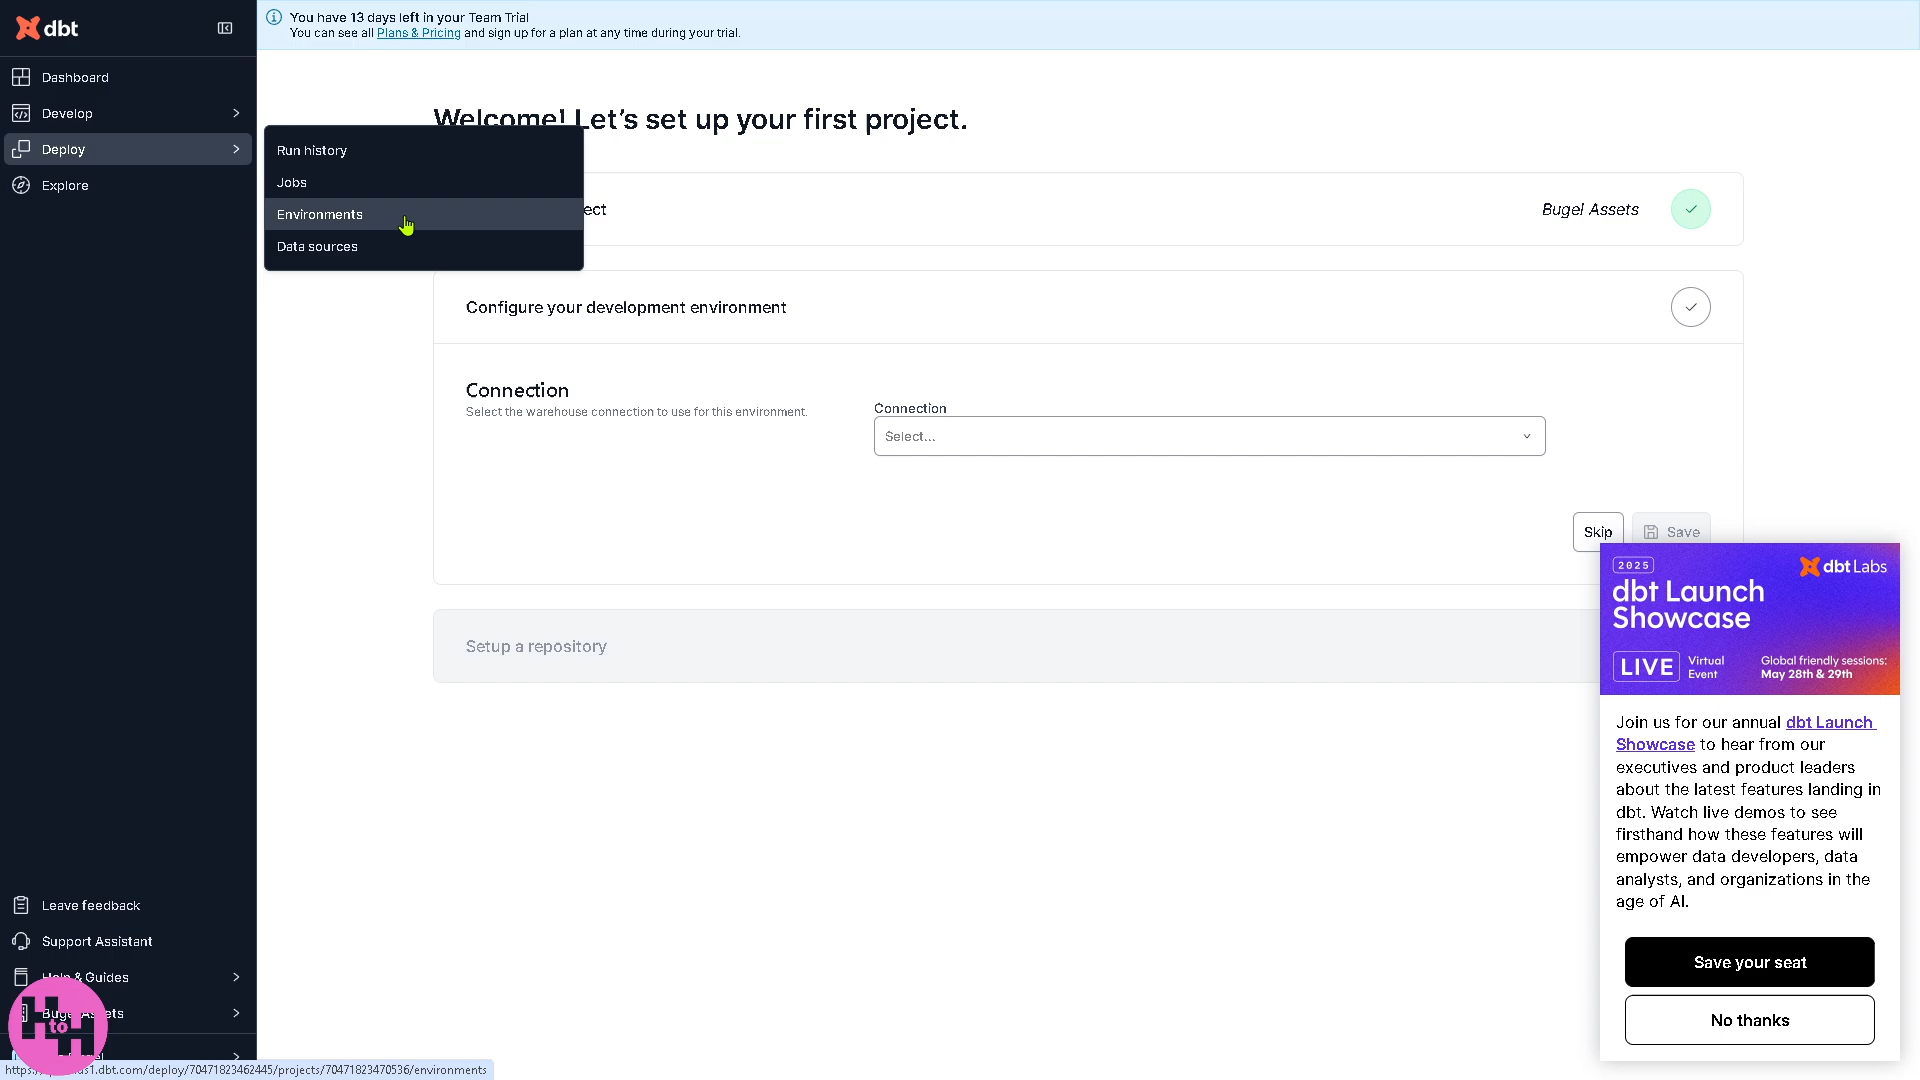 dbt
You have 13 days left in your Team Trial
You can see all Plans & Pricing and sign up for a plan at any time during your trial.
Dashboard
Develop
Deploy
Explore
Welcome! Let's set up your first project.
Run history
Jobs
Environments
Data sources
ect
Bugel Assets
Configure your development environment
Connection
Select the warehouse connection to use for this environment.
Connection
Select...
Skip
Save
Setup a repository
2025
dbt Labs
dbt Launch
Showcase
LIVE
Virtual
Event
Global friendly sessions:
May 28th & 29th
Join us for our annual dbt Launch
Showcase to hear from our
executives and product leaders
about the latest features landing in
dbt. Watch live demos to see
firsthand how these features will
empower data developers, data
analysts, and organizations in the
age of AI.
Save your seat
No thanks
Leave feedback
Support Assistant
Help & Guides
Bugel Assets
H to H